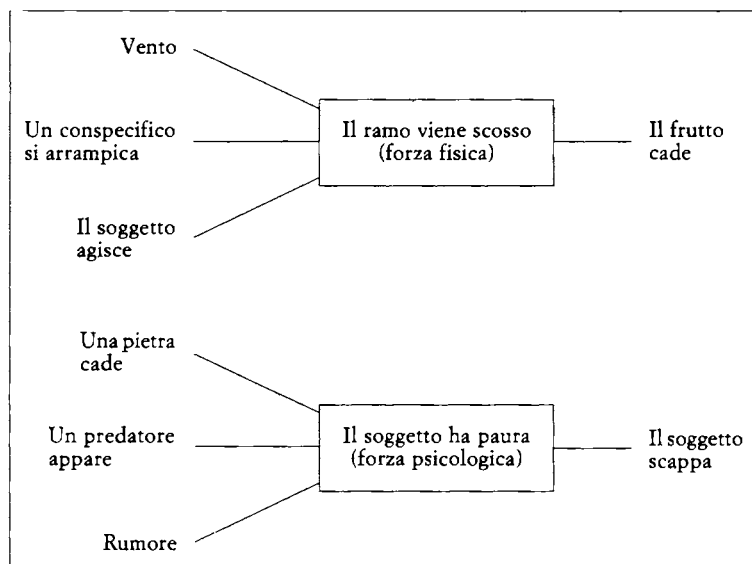 Vento
Un conspecifico
si arrampica
Il soggetto
agisce
Il ramo viene scosso
(forza fisica)
Il frutto
cade
Una pietra
cade
Un predatore
appare
Rumore
Il soggetto ha paura
(forza psicologica)
Il soggetto
scappa